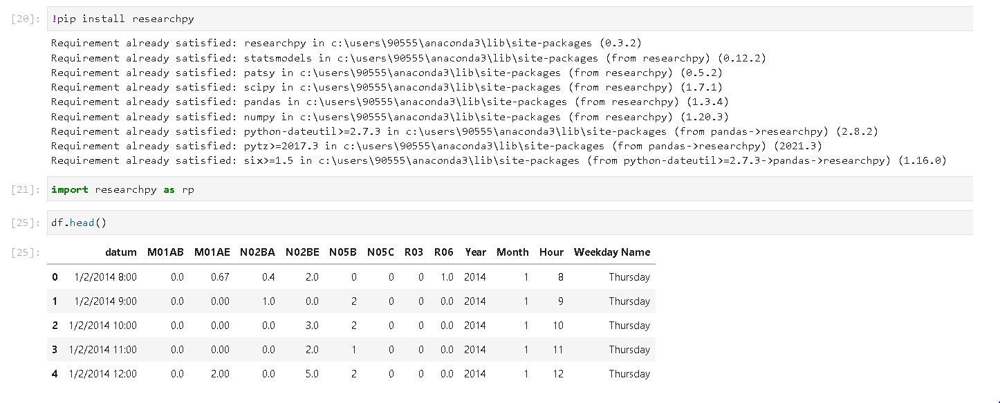 [20]: !pip install researchpy
Requirement already satisfied: researchpy in c:\users\90555\anaconda3\lib\site-packages (0.3.2)
Requirement already satisfied: statsmodels in c:\users\90555\anaconda3\lib\site-packages (from researchpy) (0.12.2)
Requirement already satisfied: patsy in c:\users\90555\anaconda3\lib\site-packages (from researchpy) (0.5.2)
Requirement already satisfied: scipy in c:\users\90555\anaconda3\lib\site-packages (from researchpy) (1.7.1)
Requirement already satisfied: pandas in c:\users\90555\anaconda3\lib\site-packages (from researchpy) (1.3.4)
Requirement already satisfied: numpy in c:\users\90555\anaconda3\lib\site-packages (from researchpy) (1.20.3)
Requirement already satisfied: python-dateutil>=2.7.3 in c:\users\90555\anaconda3\lib\site-packages (from pandas->researchpy) (2.8.2)
Requirement already satisfied: pytz>=2017.3 in c:\users\90555\anaconda3\lib\site-packages (from pandas->researchpy) (2021.3)
Requirement already satisfied: six>=1.5 in c:\users\90555\anaconda3\lib\site-packages (from python-dateutil>=2.7.3->pandas->researchpy) (1.16.0)
[21]: import researchpy as rp
[25]: df.head()
[25]: datum M01AB M01AE N02BA N02BE N05B N05C R03 R06 Year Month Hour Weekday Name
0 1/2/2014 8:00 0.0 0.67 0.4 2.0 0 0 0 1.0 2014 1 8 Thursday
1 1/2/2014 9:00 0.0 0.00 1.0 0.0 2 0 0 0.0 2014 1 9 Thursday
2 1/2/2014 10:00 0.0 0.00 0.0 3.0 2 0 0 0.0 2014 1 10 Thursday
3 1/2/2014 11:00 0.0 0.00 0.0 2.0 1 0 0 0.0 2014 1 11 Thursday
4 1/2/2014 12:00 0.0 2.00 0.0 5.0 2 0 0 0.0 2014 1 12 Thursday